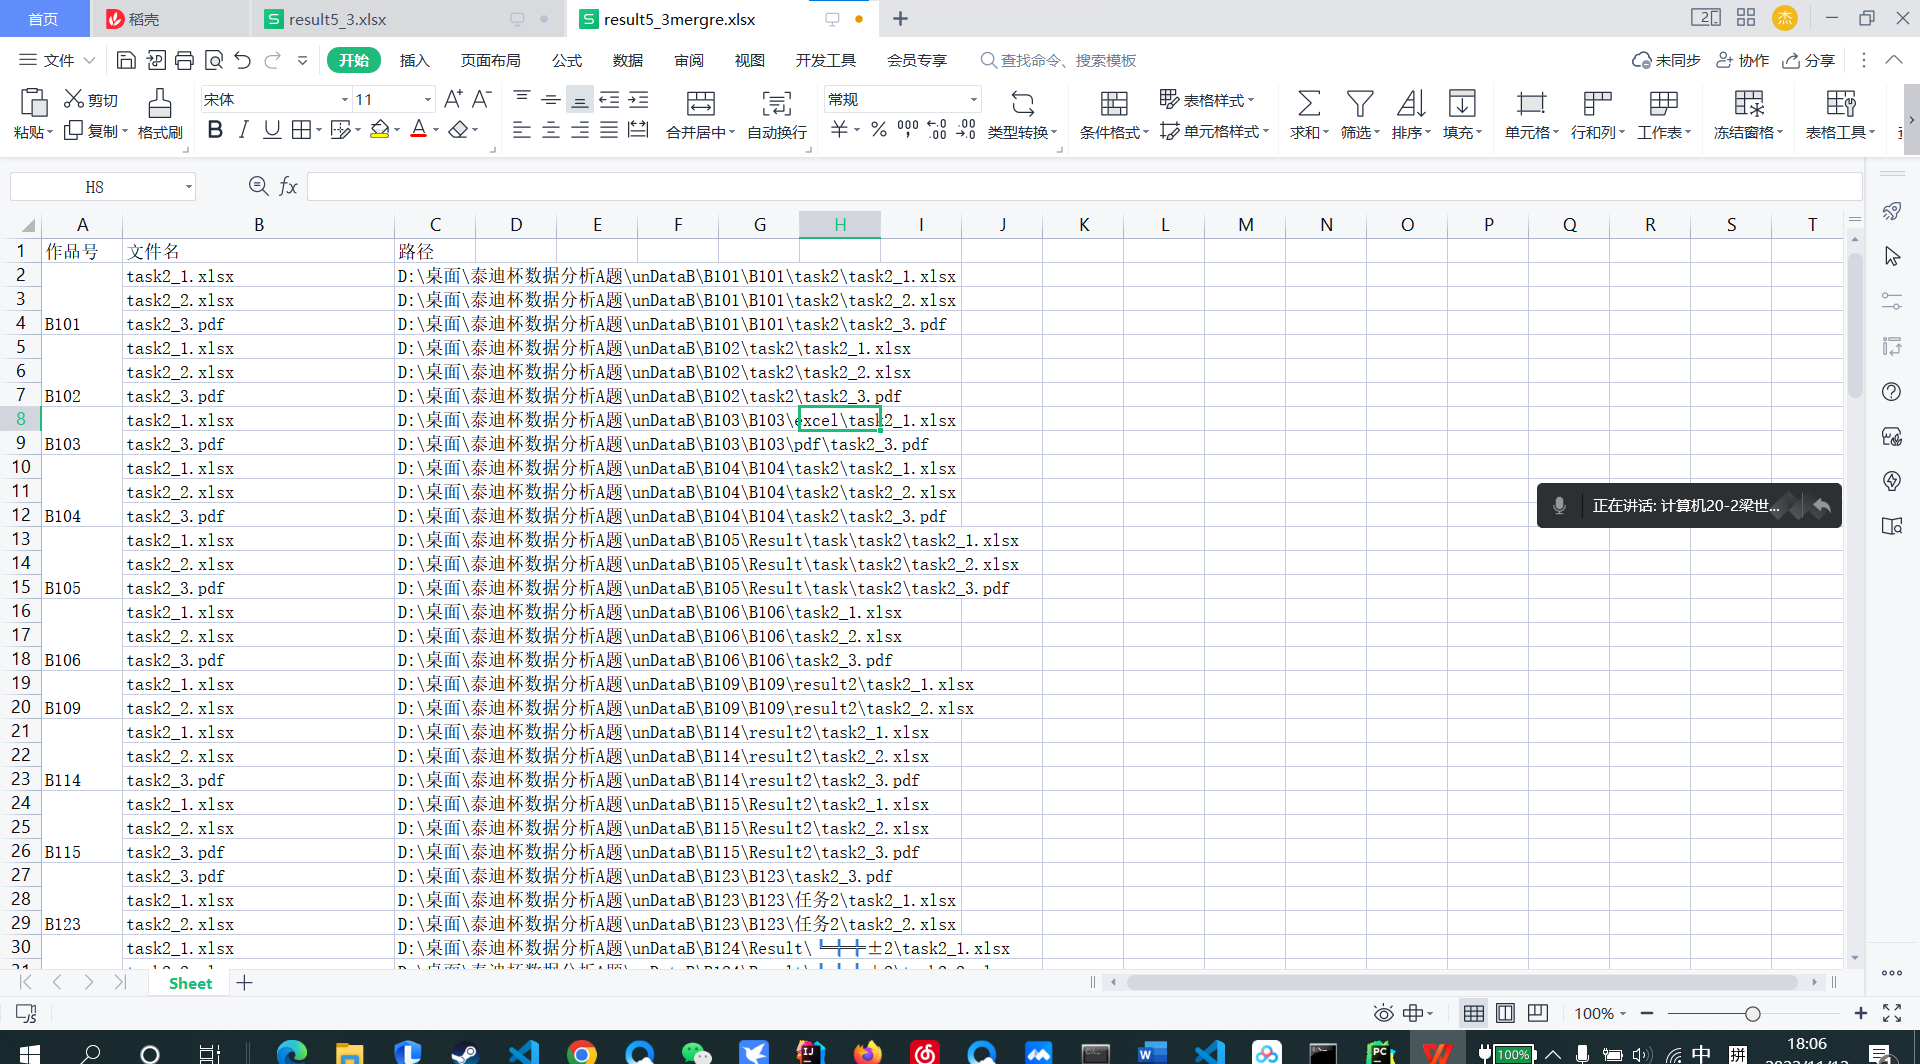 首页
稻壳
result5_3.xlsx
result5_3mergre.xlsx
杰
文件
开始
插入
页面布局
公式
数据
审阅
视图
开发工具
会员专享
查找命令、搜索模板
未同步
协作
分享
粘贴
剪切
复制
格式刷
宋体
11
合并居中
自动换行
常规
类型转换
条件格式
表格样式
单元格样式
求和
筛选
排序
填充
单元格
行和列
工作表
冻结窗格
表格工具
H8
A B C D E F G H I J K L M N O P Q R S T
1 作品号 文件名 路径
2 task2_1.xlsx D:\桌面\泰迪杯数据分析A题\unDataB\B101\B101\task2\task2_1.xlsx
3 task2_2.xlsx D:\桌面\泰迪杯数据分析A题\unDataB\B101\B101\task2\task2_2.xlsx
4 B101 task2_3.pdf D:\桌面\泰迪杯数据分析A题\unDataB\B101\B101\task2\task2_3.pdf
5 task2_1.xlsx D:\桌面\泰迪杯数据分析A题\unDataB\B102\task2\task2_1.xlsx
6 task2_2.xlsx D:\桌面\泰迪杯数据分析A题\unDataB\B102\task2\task2_2.xlsx
7 B102 task2_3.pdf D:\桌面\泰迪杯数据分析A题\unDataB\B102\task2\task2_3.pdf
8 task2_1.xlsx D:\桌面\泰迪杯数据分析A题\unDataB\B103\B103\excel\task2_1.xlsx
9 B103 task2_3.pdf D:\桌面\泰迪杯数据分析A题\unDataB\B103\B103\pdf\task2_3.pdf
10 task2_1.xlsx D:\桌面\泰迪杯数据分析A题\unDataB\B104\B104\task2\task2_1.xlsx
11 task2_2.xlsx D:\桌面\泰迪杯数据分析A题\unDataB\B104\B104\task2\task2_2.xlsx
12 B104 task2_3.pdf D:\桌面\泰迪杯数据分析A题\unDataB\B104\B104\task2\task2_3.pdf
正在讲话: 计算机20-2梁世...
13 task2_1.xlsx D:\桌面\泰迪杯数据分析A题\unDataB\B105\Result\task\task2\task2_1.xlsx
14 task2_2.xlsx D:\桌面\泰迪杯数据分析A题\unDataB\B105\Result\task\task2\task2_2.xlsx
15 B105 task2_3.pdf D:\桌面\泰迪杯数据分析A题\unDataB\B105\Result\task\task2\task2_3.pdf
16 task2_1.xlsx D:\桌面\泰迪杯数据分析A题\unDataB\B106\B106\task2_1.xlsx
17 task2_2.xlsx D:\桌面\泰迪杯数据分析A题\unDataB\B106\B106\task2_2.xlsx
18 B106 task2_3.pdf D:\桌面\泰迪杯数据分析A题\unDataB\B106\B106\task2_3.pdf
19 task2_1.xlsx D:\桌面\泰迪杯数据分析A题\unDataB\B109\B109\result2\task2_1.xlsx
20 B109 task2_2.xlsx D:\桌面\泰迪杯数据分析A题\unDataB\B109\B109\result2\task2_2.xlsx
21 task2_1.xlsx D:\桌面\泰迪杯数据分析A题\unDataB\B114\result2\task2_1.xlsx
22 task2_2.xlsx D:\桌面\泰迪杯数据分析A题\unDataB\B114\result2\task2_2.xlsx
23 B114 task2_3.pdf D:\桌面\泰迪杯数据分析A题\unDataB\B114\result2\task2_3.pdf
24 task2_1.xlsx D:\桌面\泰迪杯数据分析A题\unDataB\B115\Result2\task2_1.xlsx
25 task2_2.xlsx D:\桌面\泰迪杯数据分析A题\unDataB\B115\Result2\task2_2.xlsx
26 B115 task2_3.pdf D:\桌面\泰迪杯数据分析A题\unDataB\B115\Result2\task2_3.pdf
27 task2_3.pdf D:\桌面\泰迪杯数据分析A题\unDataB\B123\B123\task2_3.pdf
28 task2_1.xlsx D:\桌面\泰迪杯数据分析A题\unDataB\B123\B123\任务2\task2_1.xlsx
29 B123 task2_2.xlsx D:\桌面\泰迪杯数据分析A题\unDataB\B123\B123\任务2\task2_2.xlsx
30 task2_1.xlsx D:\桌面\泰迪杯数据分析A题\unDataB\B124\Result\╘╪╪±2\task2_1.xlsx
Sheet
100%
100%
中
拼
18:06